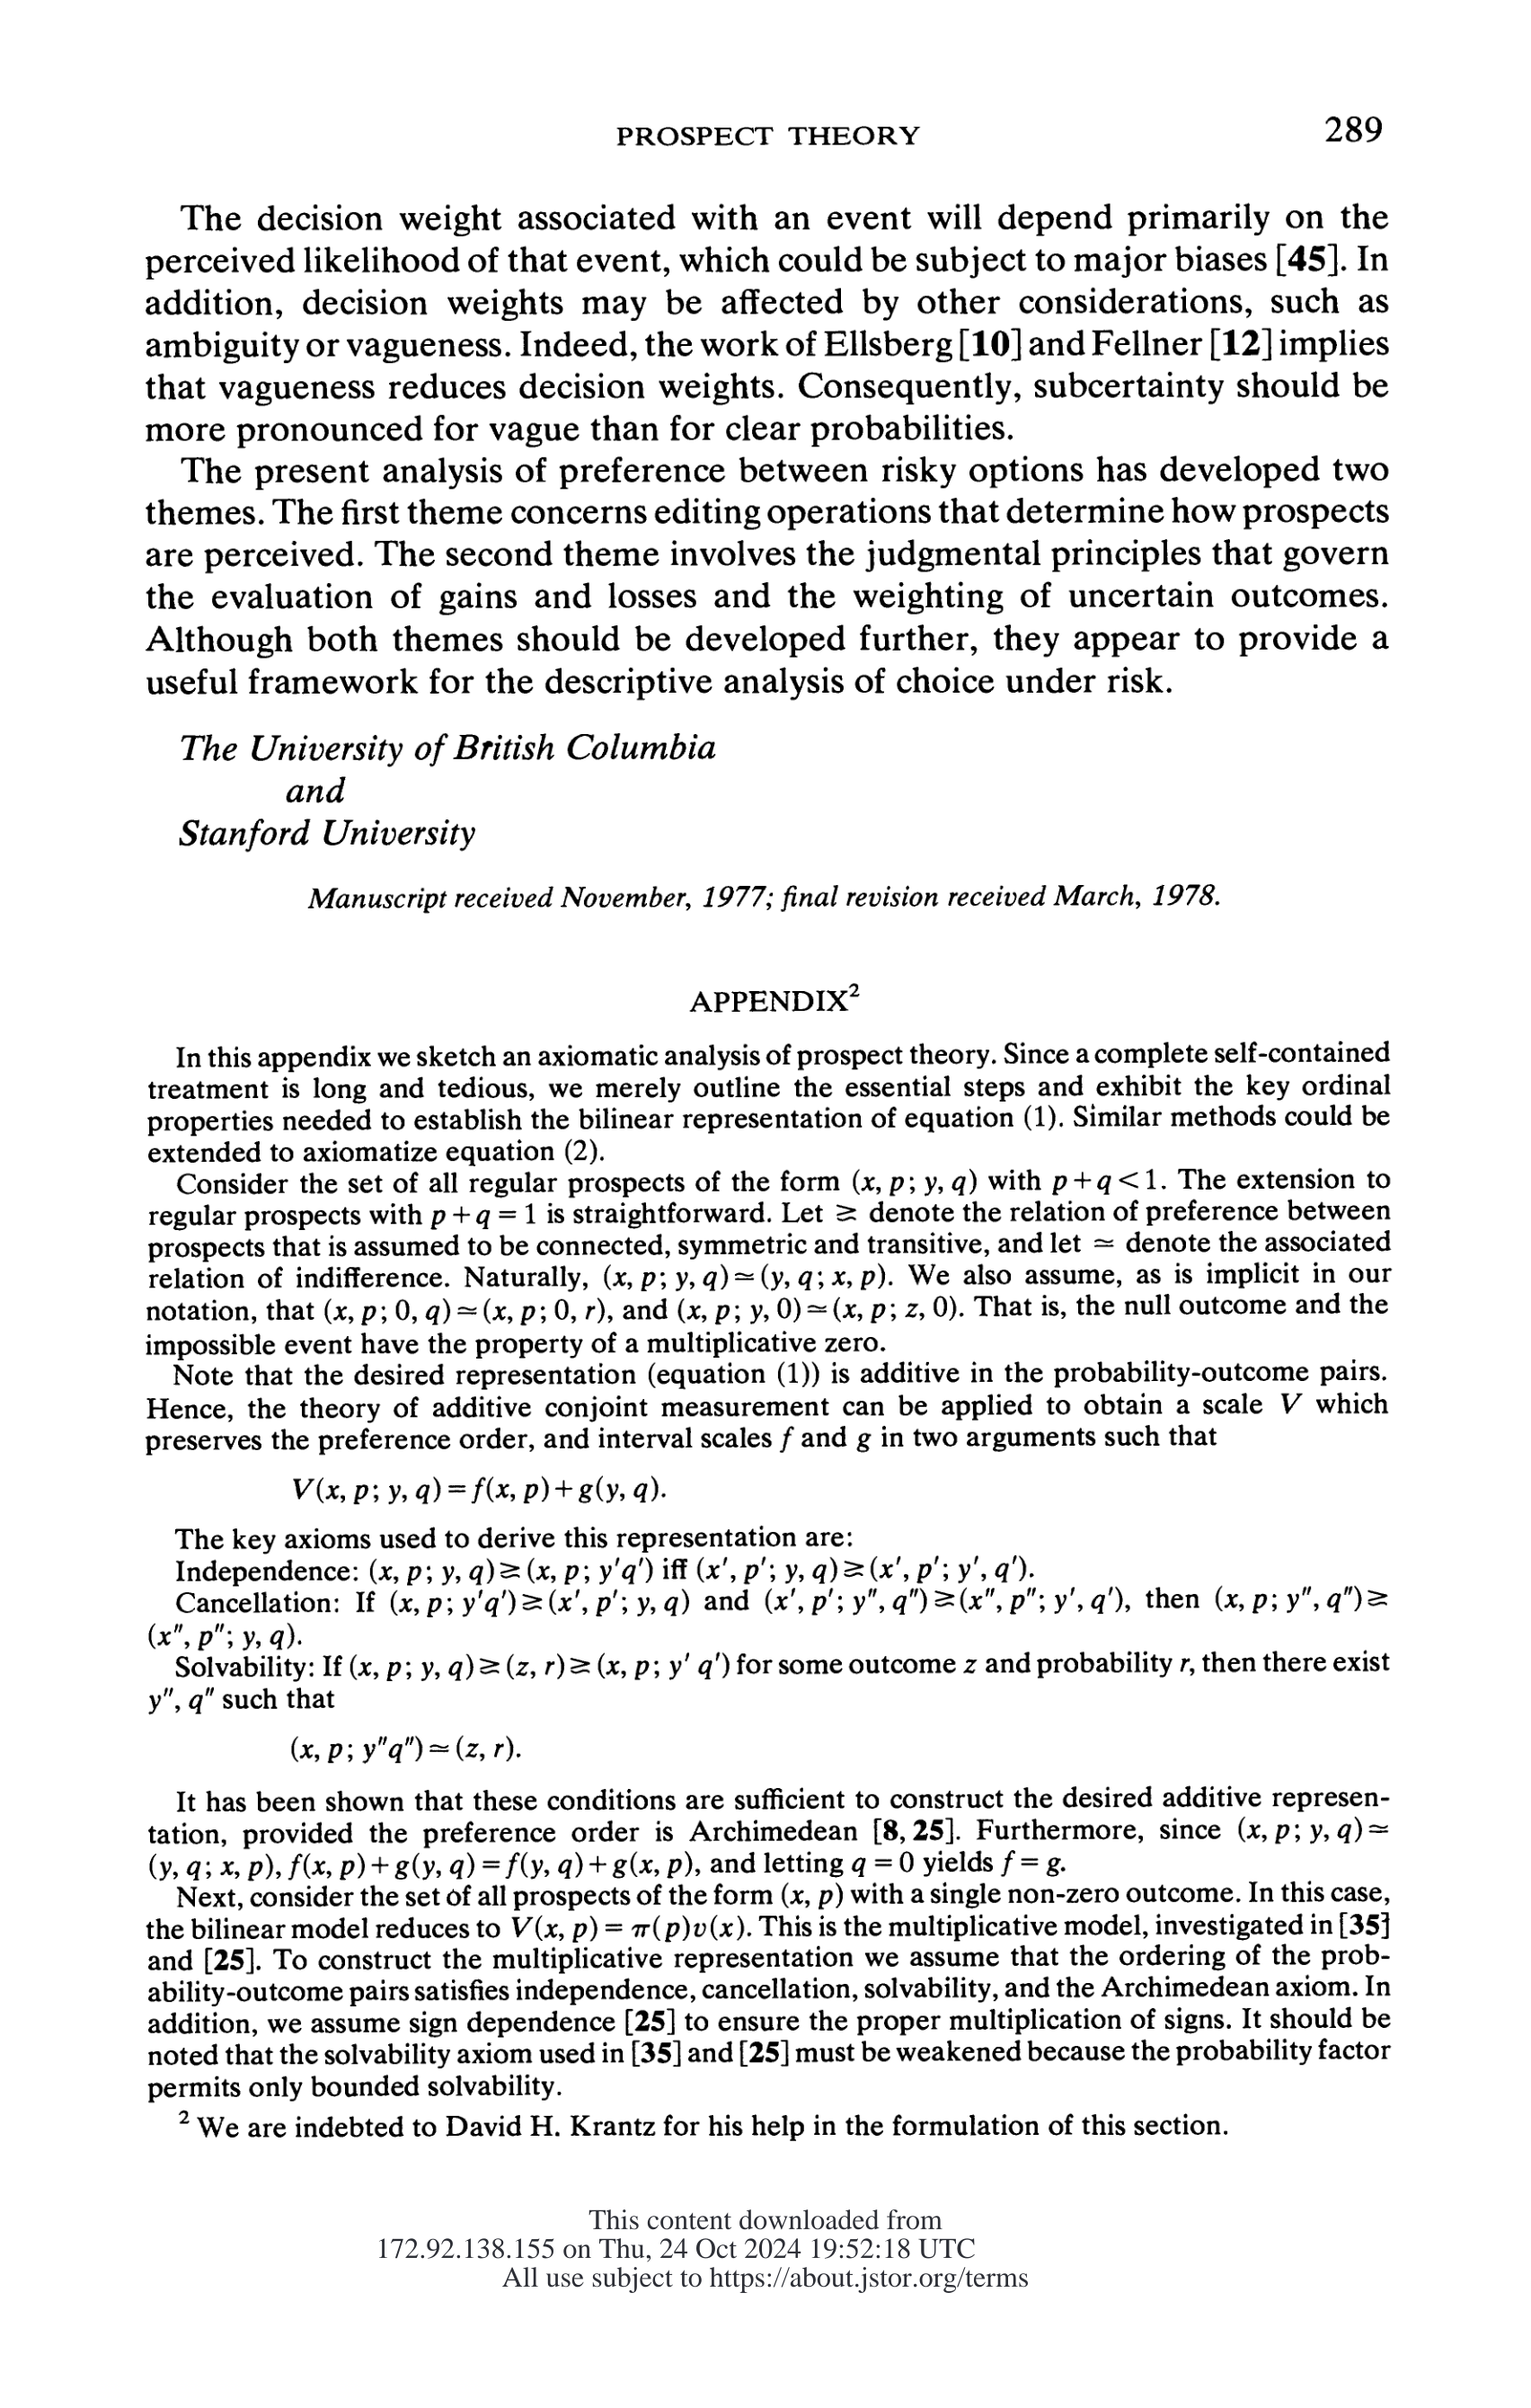 PROSPECT THEORY 289
The decision weight associated with an event will depend primarily on the
perceived likelihood of that event, which could be subject to major biases [45]. In
addition, decision weights may be affected by other considerations, such as
ambiguity or vagueness. Indeed, the work of Ellsberg [10] and Fellner [12] implies
that vagueness reduces decision weights. Consequently, subcertainty should be
more pronounced for vague than for clear probabilities.
The present analysis of preference between risky options has developed two
themes. The first theme concerns editing operations that determine how prospects
are perceived. The second theme involves the judgmental principles that govern
the evaluation of gains and losses and the weighting of uncertain outcomes.
Although both themes should be developed further, they appear to provide a
useful framework for the descriptive analysis of choice under risk.
The University of British Columbia
and
Stanford University
Manuscript received November, 1977; final revision received March, 1978.
APPENDIX²
In this appendix we sketch an axiomatic analysis of prospect theory. Since a complete self-contained
treatment is long and tedious, we merely outline the essential steps and exhibit the key ordinal
properties needed to establish the bilinear representation of equation (1). Similar methods could be
extended to axiomatize equation (2).
Consider the set of all regular prospects of the form (x, p; y, q) with p + q < 1. The extension to
regular prospects with p + q = 1 is straightforward. Let ≳ denote the relation of preference between
prospects that is assumed to be connected, symmetric and transitive, and let ≃ denote the associated
relation of indifference. Naturally, (x, p; y, q) ≃ (y, q; x, p). We also assume, as is implicit in our
notation, that (x, p; 0, q) ≃ (x, p; 0, r), and (x, p; y, 0) ≃ (x, p; z, 0). That is, the null outcome and the
impossible event have the property of a multiplicative zero.
Note that the desired representation (equation (1)) is additive in the probability-outcome pairs.
Hence, the theory of additive conjoint measurement can be applied to obtain a scale V which
preserves the preference order, and interval scales f and g in two arguments such that
V(x, p; y, q) = f(x, p) + g(y, q).
The key axioms used to derive this representation are:
Independence: (x, p; y, q) ≳ (x, p; y'q') iff (x', p'; y, q) ≳ (x', p'; y', q').
Cancellation: If (x, p; y'q') ≳ (x', p'; y, q) and (x', p'; y", q") ≳ (x", p"; y', q'), then (x, p; y", q") ≳
(x", p"; y, q).
Solvability: If (x, p; y, q) ≳ (z, r) ≳ (x, p; y' q') for some outcome z and probability r, then there exist
y", q" such that
(x, p; y"q") ≃ (z, r).
It has been shown that these conditions are sufficient to construct the desired additive represen-
tation, provided the preference order is Archimedean [8, 25]. Furthermore, since (x, p; y, q) ≃
(y, q; x, p), f(x, p) + g(y, q) = f(y, q) + g(x, p), and letting q = 0 yields f = g.
Next, consider the set of all prospects of the form (x, p) with a single non-zero outcome. In this case,
the bilinear model reduces to V(x, p) = π(p)v(x). This is the multiplicative model, investigated in [35]
and [25]. To construct the multiplicative representation we assume that the ordering of the prob-
ability-outcome pairs satisfies independence, cancellation, solvability, and the Archimedean axiom. In
addition, we assume sign dependence [25] to ensure the proper multiplication of signs. It should be
noted that the solvability axiom used in [35] and [25] must be weakened because the probability factor
permits only bounded solvability.
² We are indebted to David H. Krantz for his help in the formulation of this section.
This content downloaded from
172.92.138.155 on Thu, 24 Oct 2024 19:52:18 UTC
All use subject to https://about.jstor.org/terms